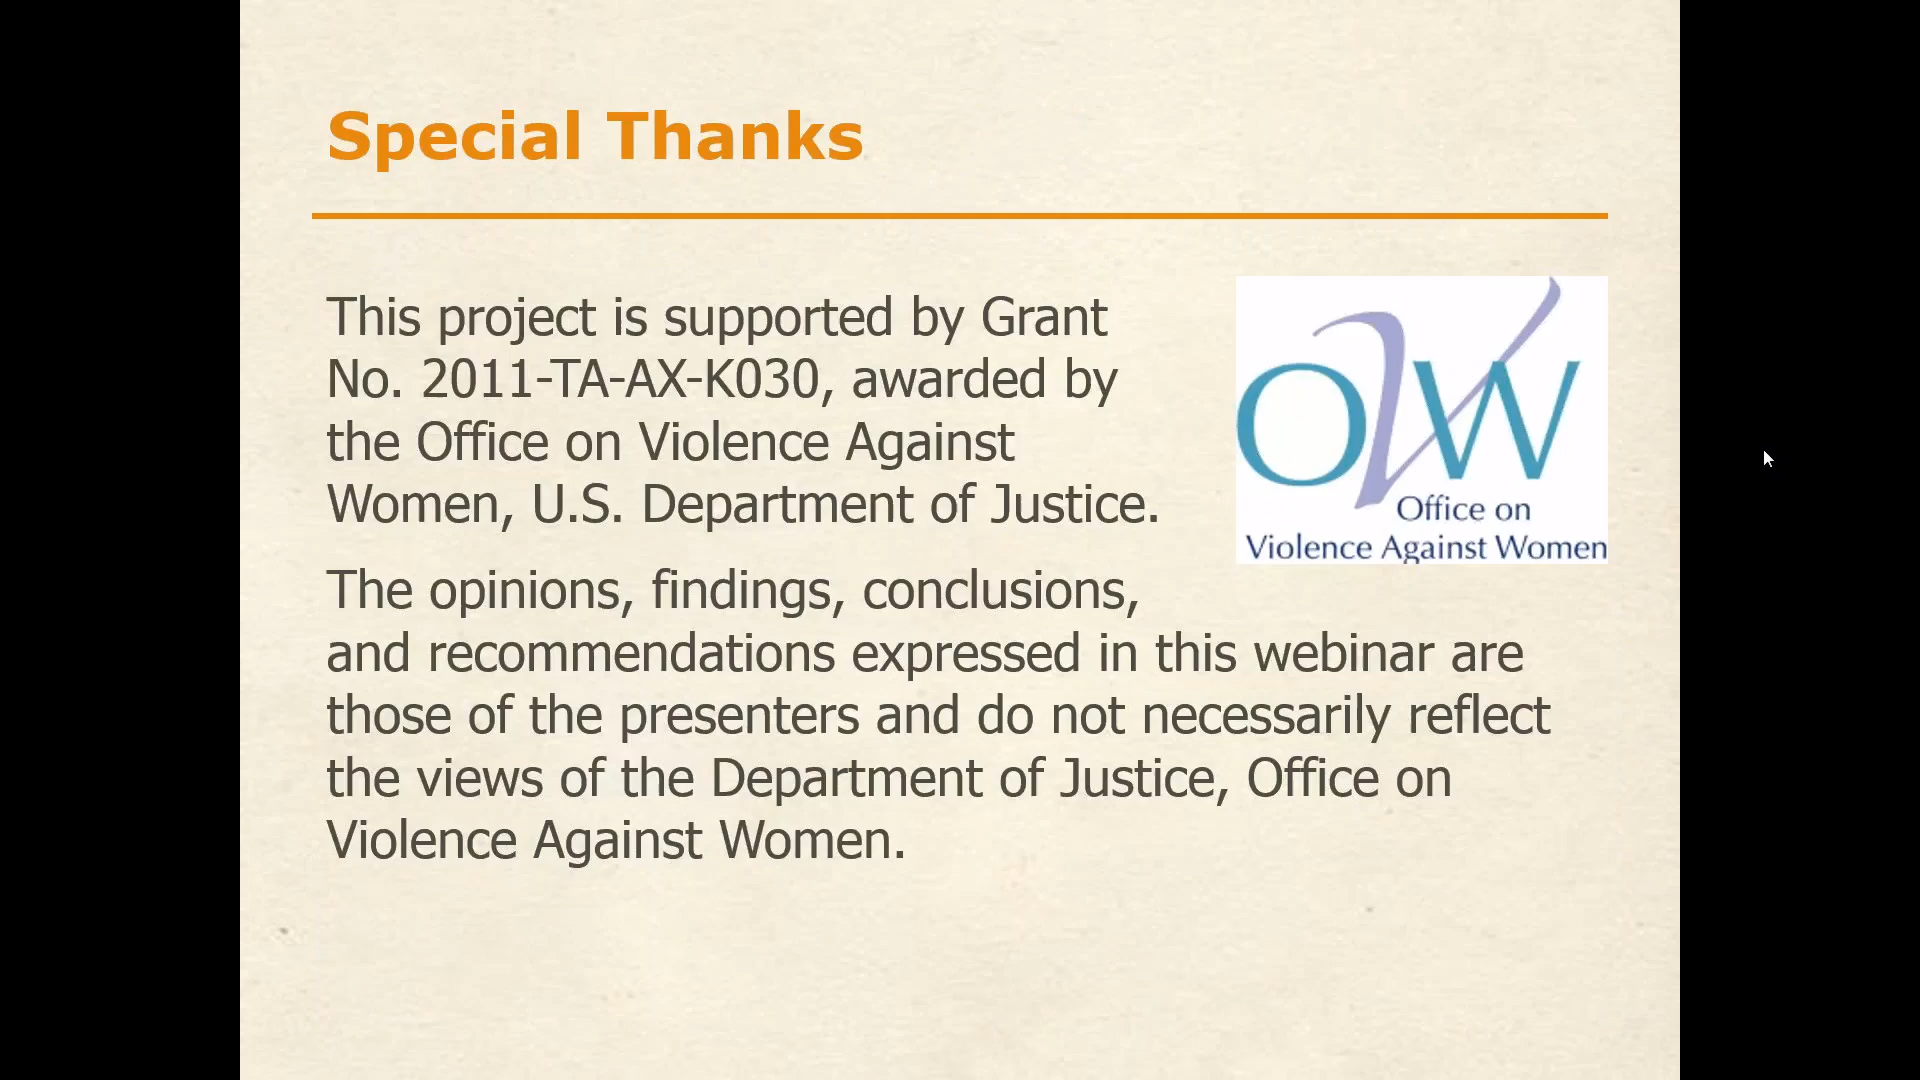 Special Thanks
This project is supported by Grant
No. 2011-TA-AX-K030, awarded by
the Office on Violence Against
Women, U.S. Department of Justice.
OVW
Office on
Violence Against Women
The opinions, findings, conclusions,
and recommendations expressed in this webinar are
those of the presenters and do not necessarily reflect
the views of the Department of Justice, Office on
Violence Against Women.